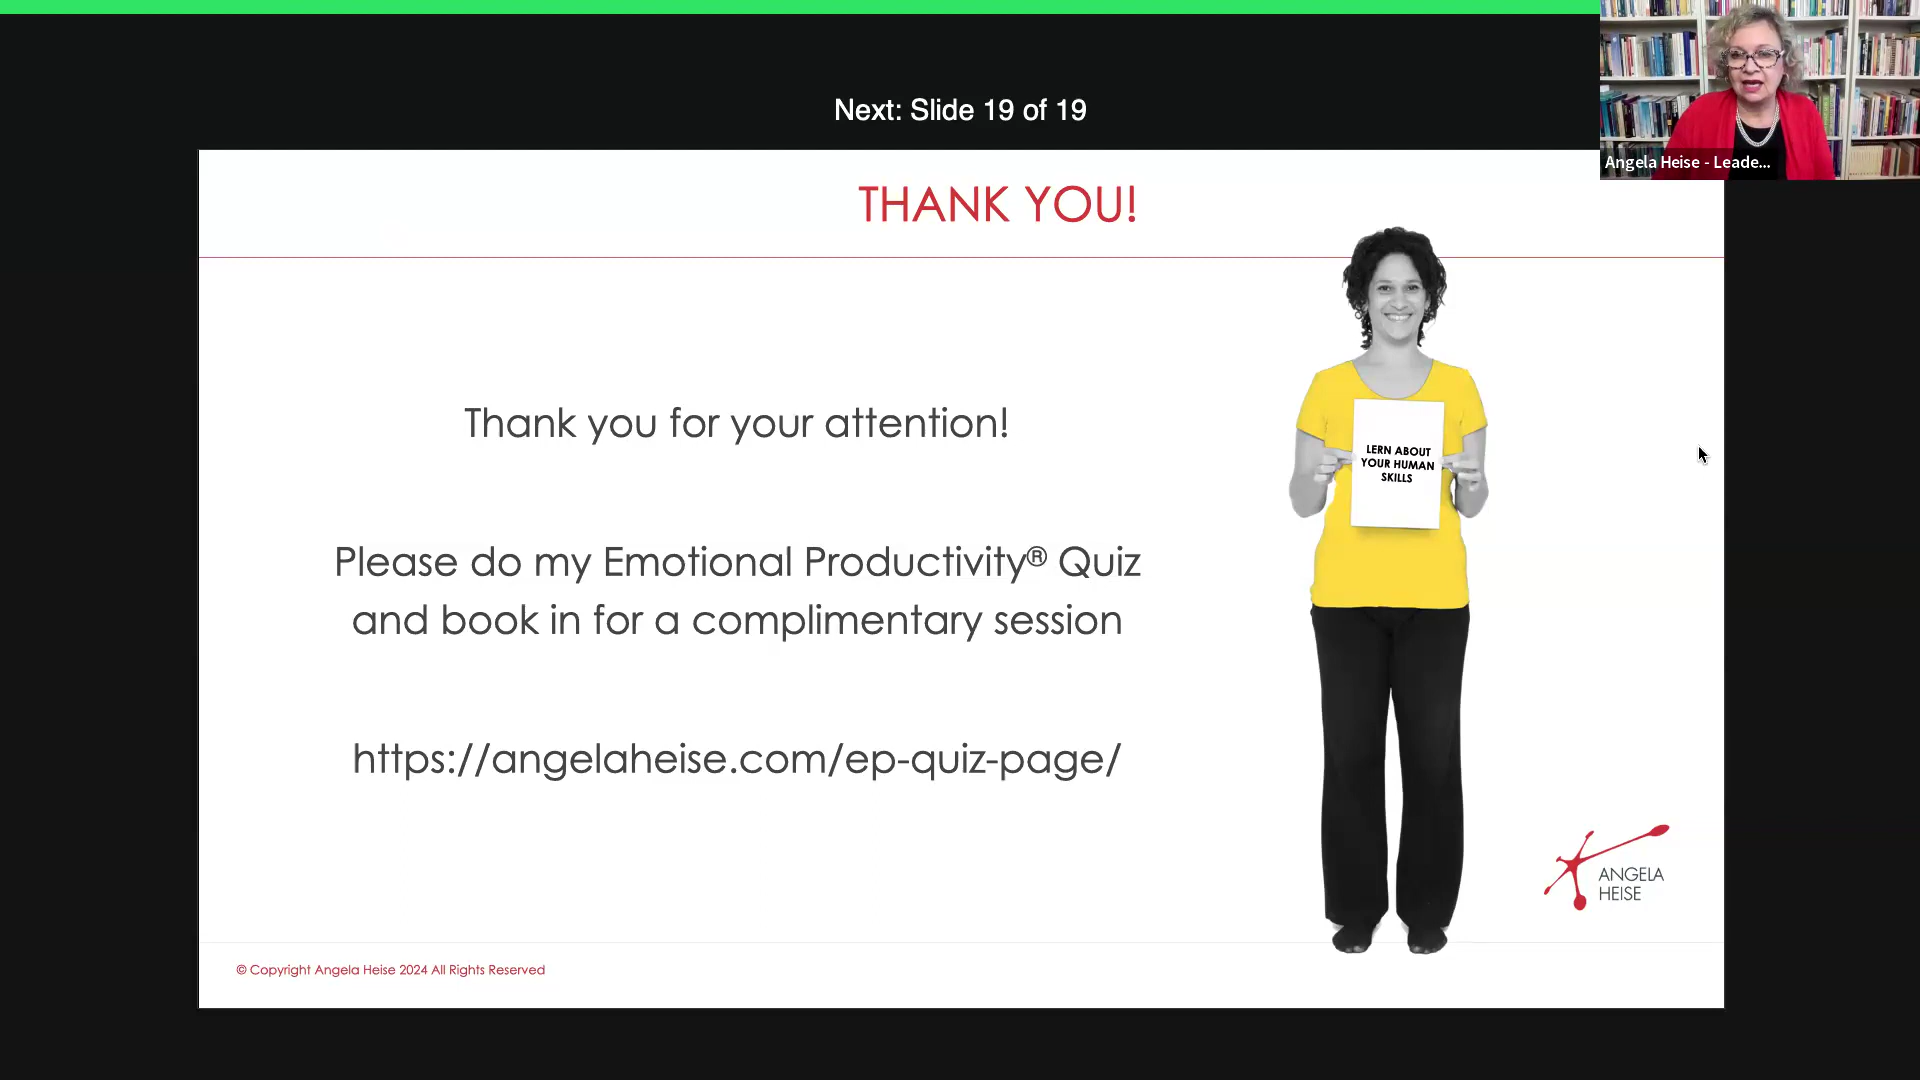 Next: Slide 19 of 19
Angela Heise - Leade...
THANK YOU!
Thank you for your attention!
LERN ABOUT
YOUR HUMAN
SKILLS
Please do my Emotional Productivity® Quiz
and book in for a complimentary session
https://angelaheise.com/ep-quiz-page/
ANGELA
HEISE
© Copyright Angela Heise 2024 All Rights Reserved